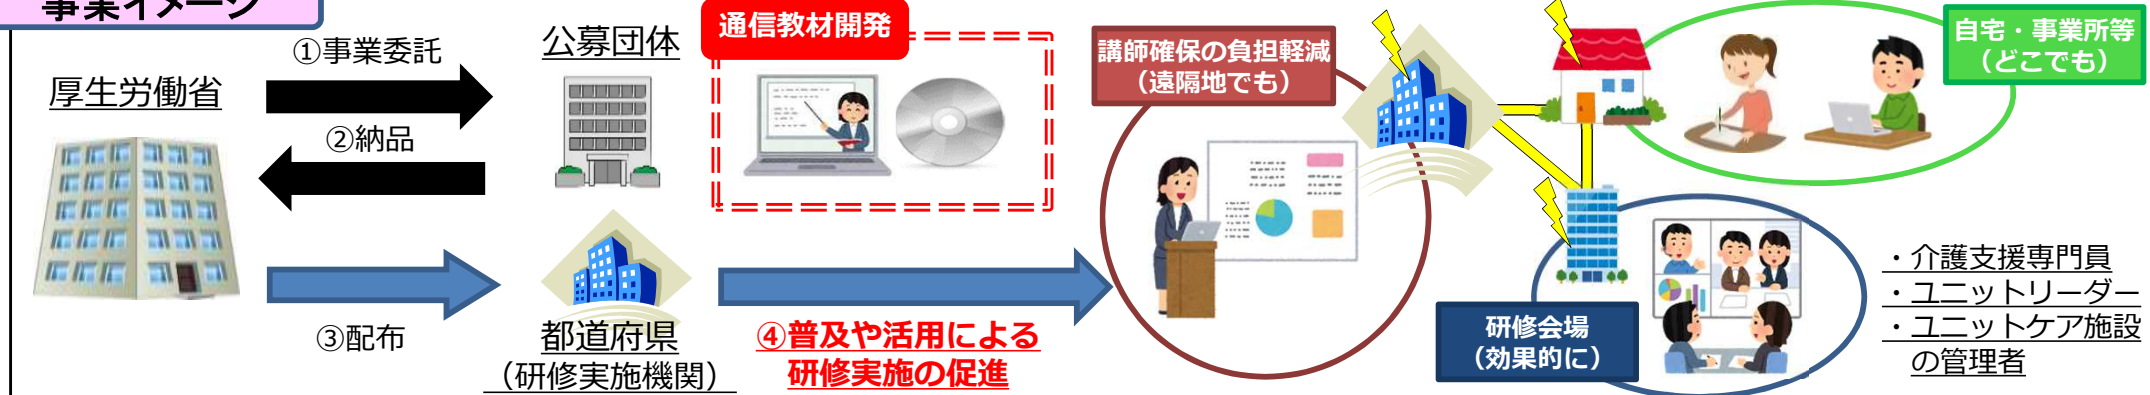 事業イメージ
厚生労働省
①事業委託
②納品
③配布
公募団体
都道府県
（研修実施機関）
通信教材開発
④普及や活用による
研修実施の促進
講師確保の負担軽減
（遠隔地でも）
自宅・事業所等
（どこでも）
研修会場
（効果的に）
・介護支援専門員
・ユニットリーダー
・ユニットケア施設
の管理者